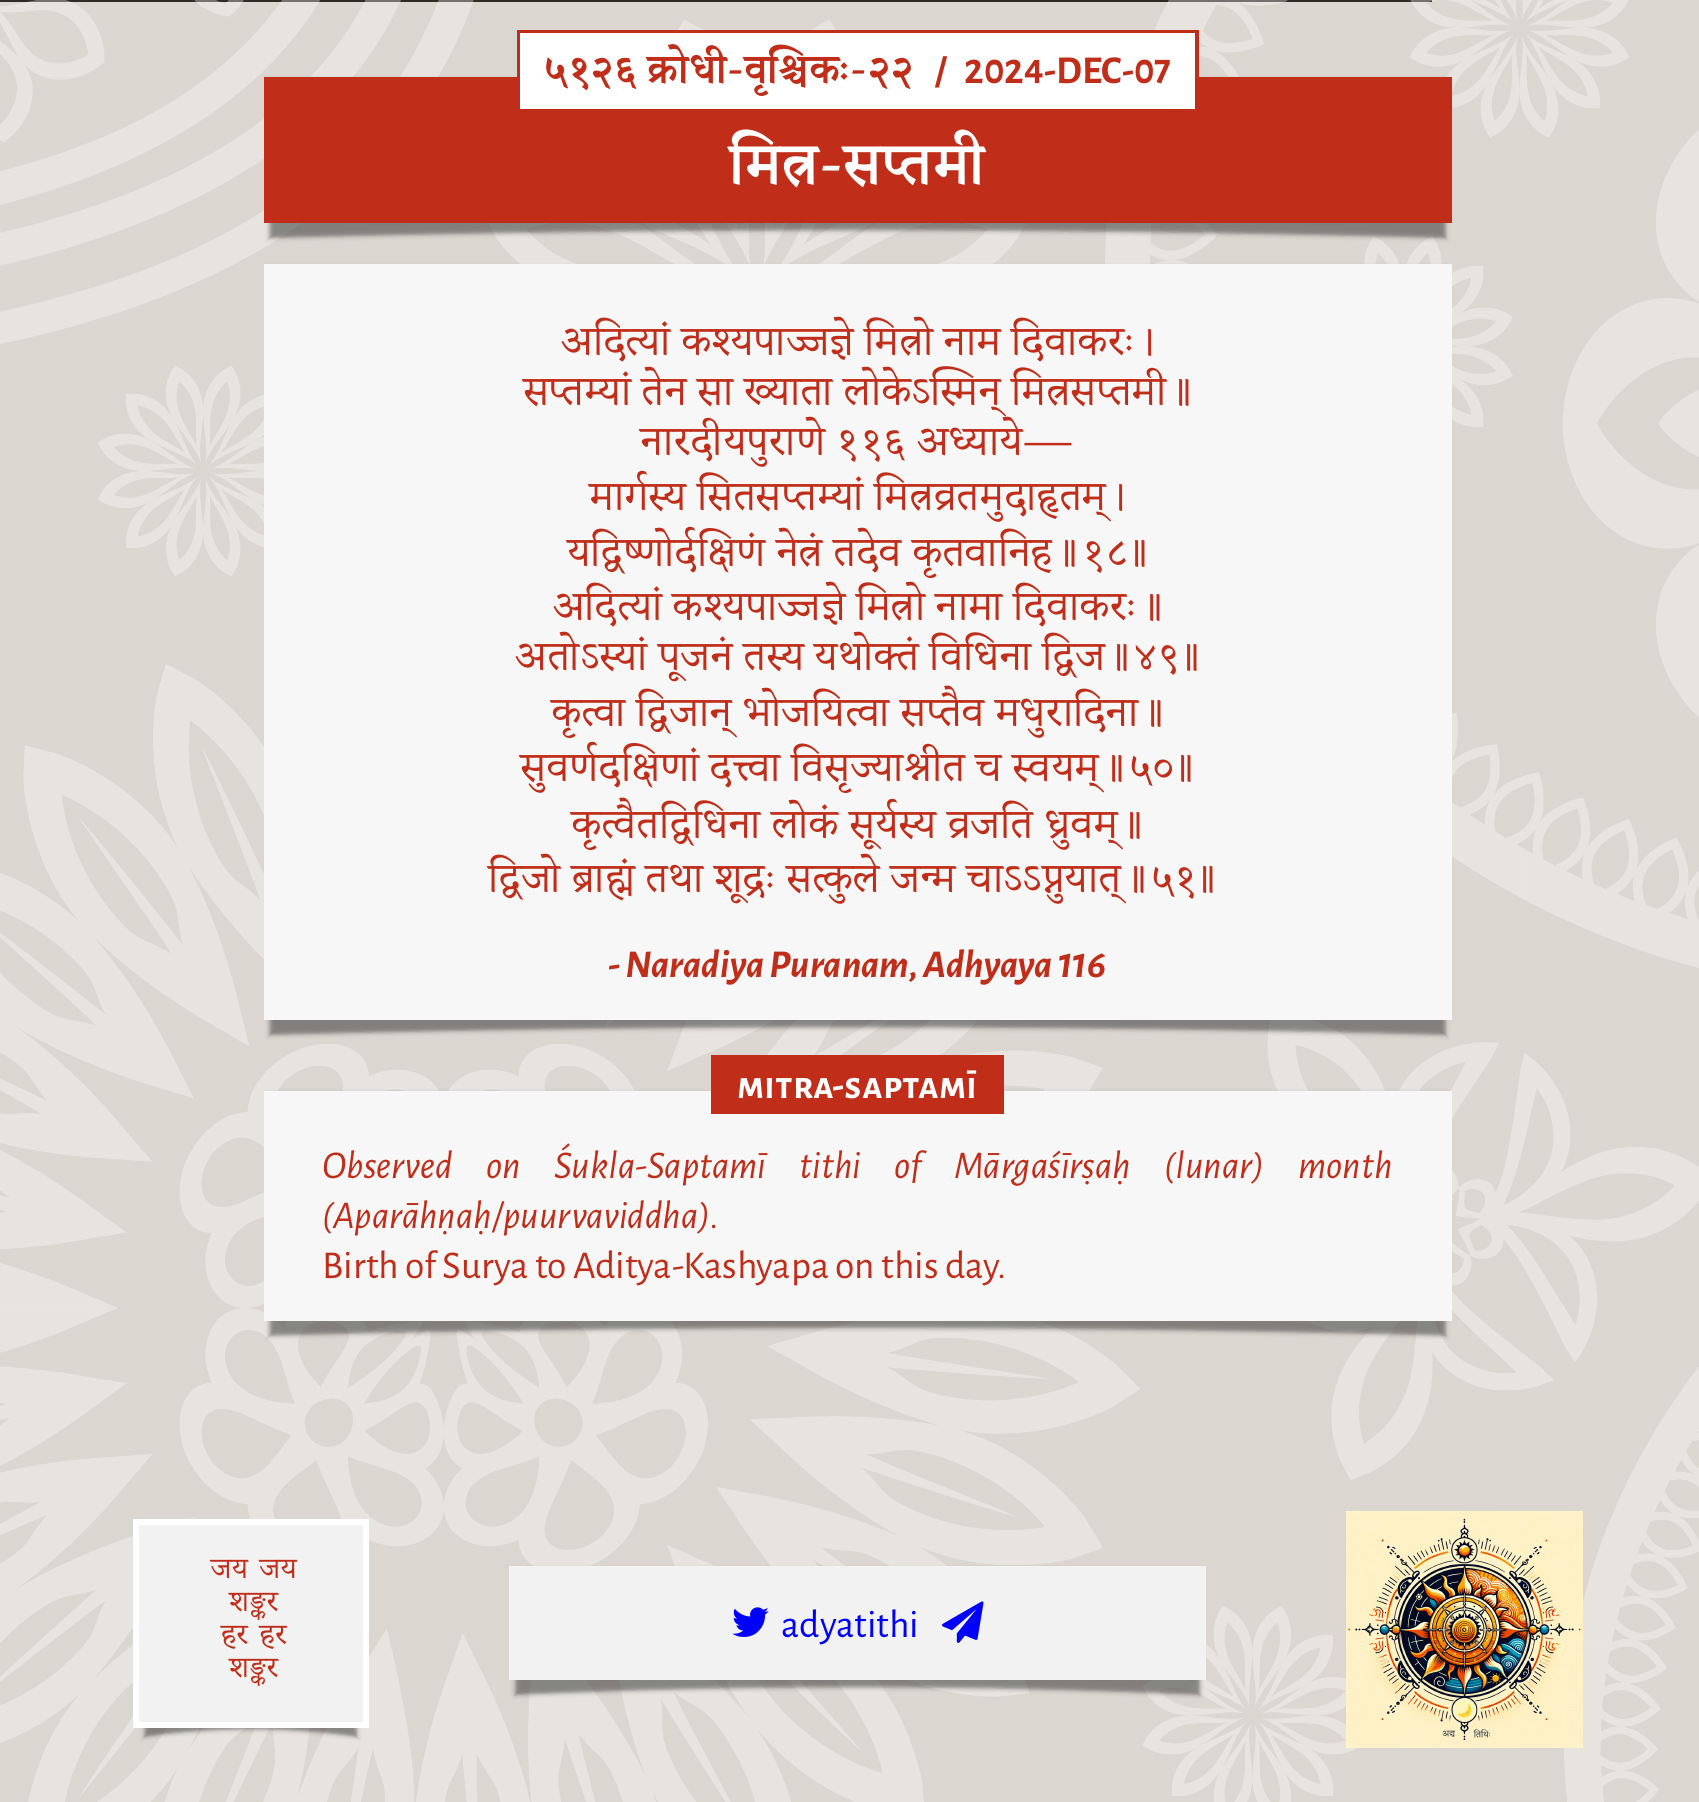 ५१२६ क्रोधी-वृश्चिकः-२२ / 2024-DEC-07
मित्र-सप्तमी
अदित्यां कश्यपाज्जज्ञे मित्रो नाम दिवाकरः।
सप्तम्यां तेन सा ख्याता लोकेऽस्मिन् मित्रसप्तमी॥
नारदीयपुराणे ११६ अध्याये—
मार्गस्य सितसप्तम्यां मित्रव्रतमुदाहृतम्।
यद्विष्णोर्दक्षिणं नेत्रं तदेव कृतवानिह॥१८॥
अदित्यां कश्यपाज्जज्ञे मित्रो नामा दिवाकरः॥
अतोऽस्यां पूजनं तस्य यथोक्तं विधिना द्विज॥४९॥
कृत्वा द्विजान् भोजयित्वा सप्तैव मधुरादिना॥
सुवर्णदक्षिणां दत्त्वा विसृज्याश्नीत च स्वयम्॥५०॥
कृत्वैतद्विधिना लोकं सूर्यस्य व्रजति ध्रुवम्॥
द्विजो ब्राह्मं तथा शूद्रः सत्कुले जन्म चाऽऽप्नुयात्॥५१॥
- Naradiya Puranam, Adhyaya 116
MITRA-SAPTAMĪ
Observed on Śukla-Saptamī tithi of Mārgaśīrṣaḥ (lunar) month
(Aparāhṇaḥ/puurvaviddha).
Birth of Surya to Aditya-Kashyapa on this day.
जय जय
शङ्कर
हर हर
शङ्कर
adyatithi
अद्य तिथिः